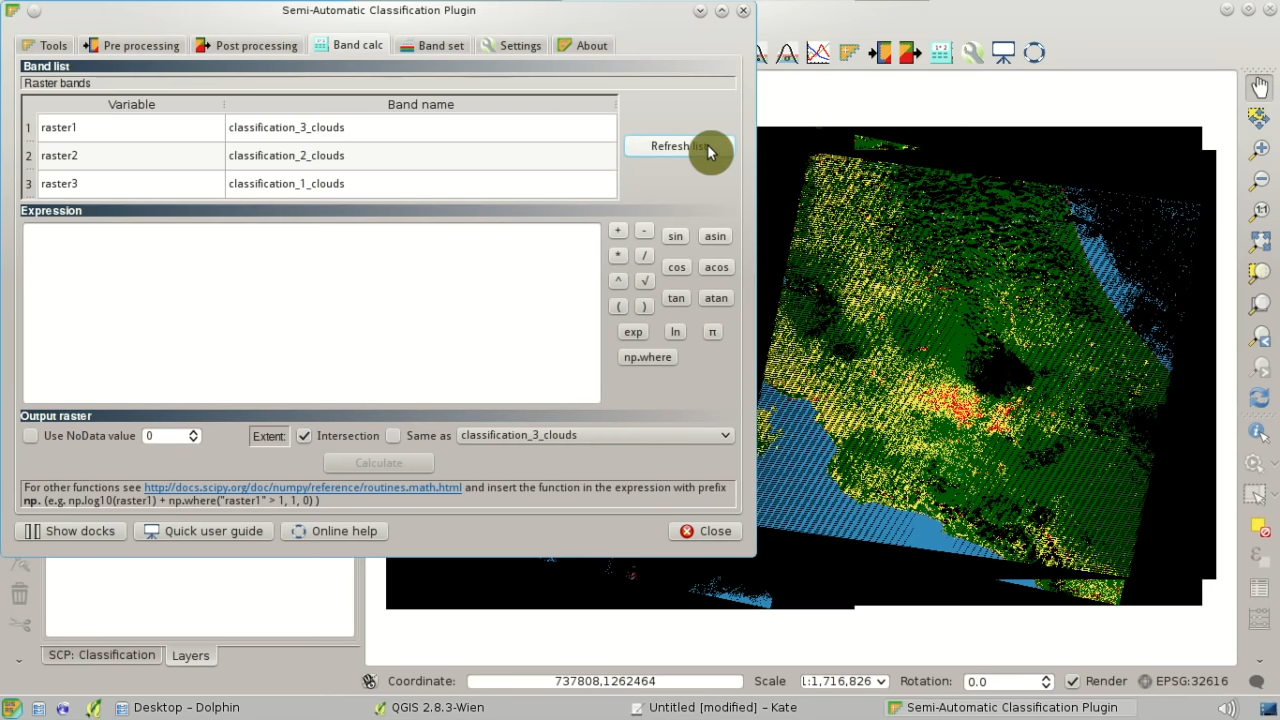 Semi-Automatic Classification Plugin
Tools
Pre processing
Post processing
Band calc
Band set
Settings
About
Band list
Raster bands
Variable
Band name
1
raster1
classification_3_clouds
2
raster2
classification_2_clouds
3
raster3
classification_1_clouds
Refresh list
Expression
+
-
sin
asin
*
/
cos
acos
^
√
(
)
tan
atan
exp
ln
π
np.where
Output raster
Use NoData value
0
Extent:
Intersection
Same as
classification_3_clouds
Calculate
For other functions see http://docs.scipy.org/doc/numpy/reference/routines.math.html and insert the function in the expression with prefix
np. (e.g. np.log10(raster1) + np.where("raster1" > 1, 1, 0) )
Show docks
Quick user guide
Online help
Close
SCP: Classification
Layers
Coordinate:
737808,1262464
Scale
1:1,716,826
Rotation:
0.0
Render
EPSG:32616
Desktop – Dolphin
QGIS 2.8.3-Wien
Untitled [modified] – Kate
Semi-Automatic Classification Plugin